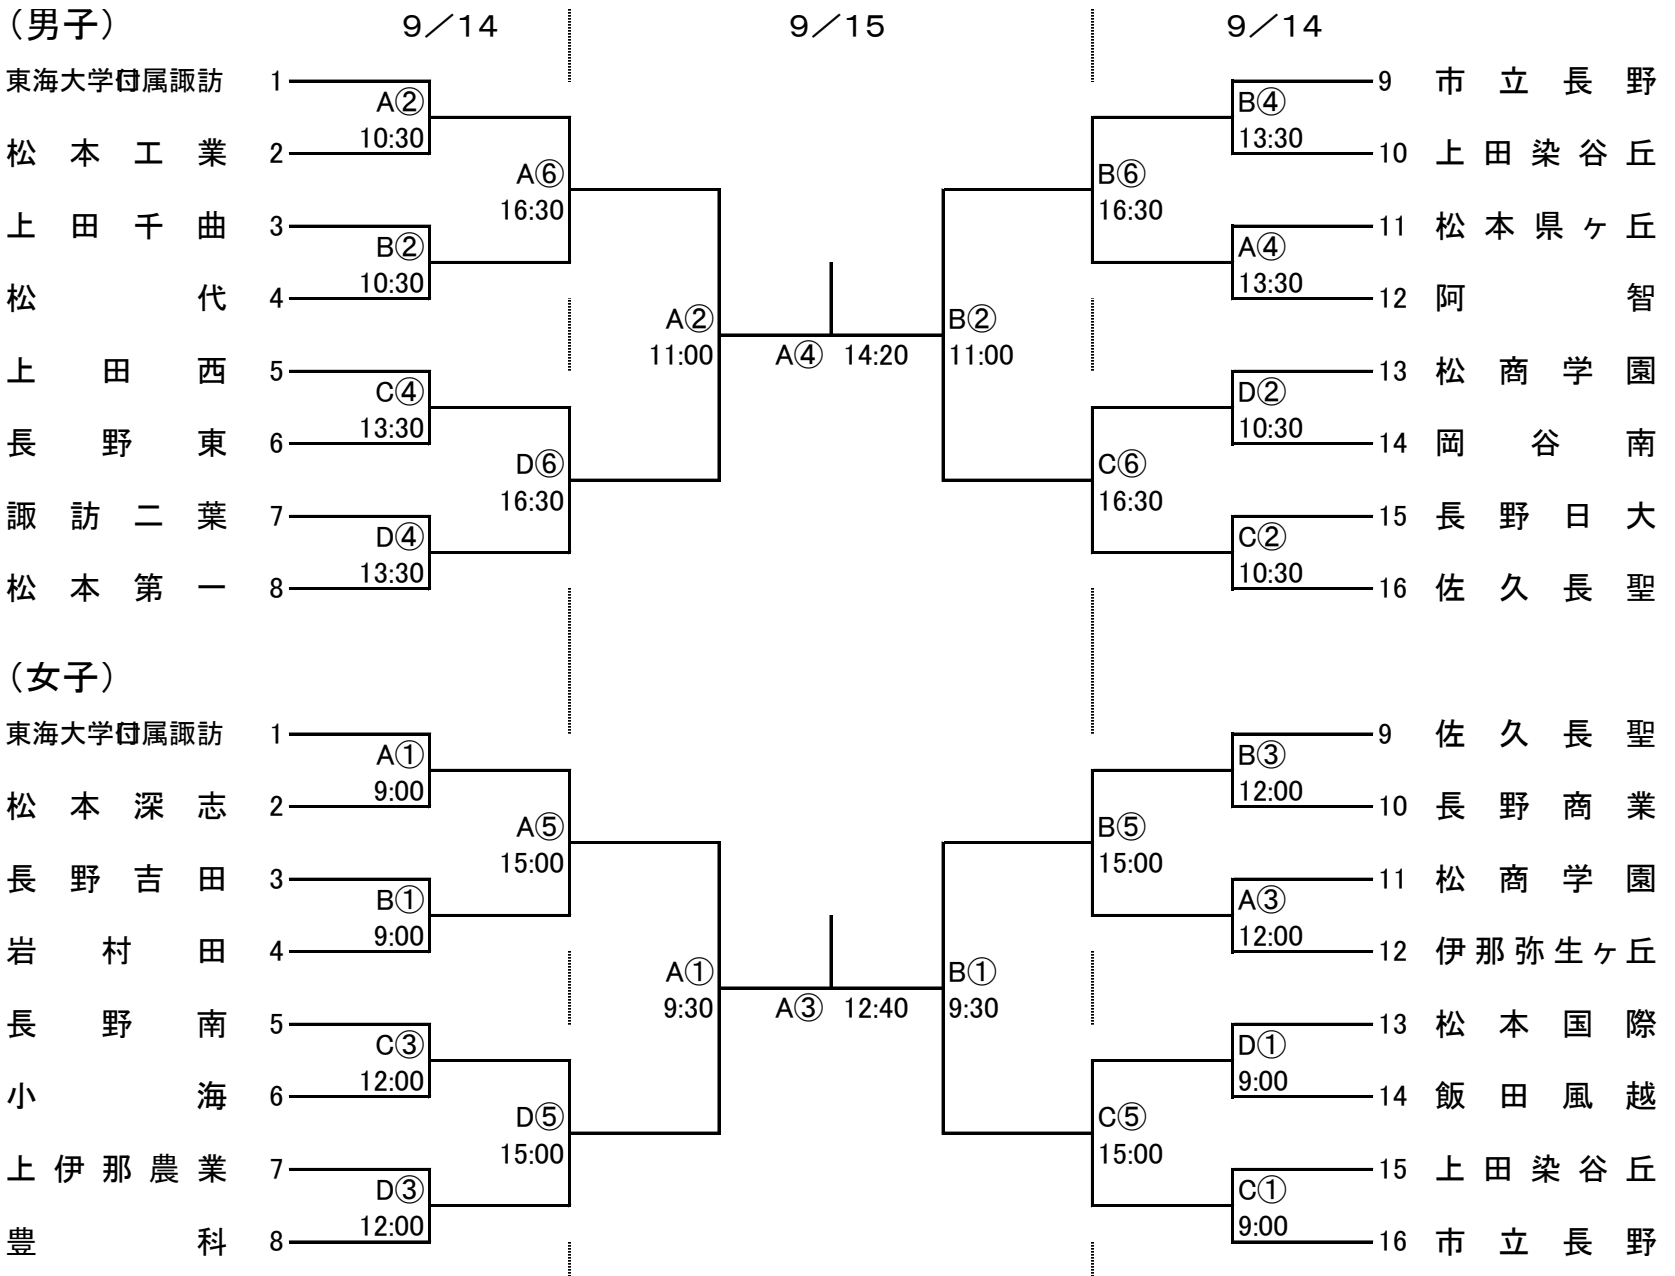 （男子） 9／14 9／15 9／14
東海大学付属諏訪 1 9 市立長野
A② B④
10:30 13:30
松本工業 2 10 上田染谷丘
A⑥ B⑥
16:30 16:30
上田千曲 3 11 松本県ヶ丘
B② A④
10:30 13:30
松代 4 12 阿智
A② B②
11:00 A④ 14:20 11:00
上田西 5 13 松商学園
C④ D②
13:30 10:30
長野東 6 14 岡谷南
D⑥ C⑥
16:30 16:30
諏訪二葉 7 15 長野日大
D④ C②
13:30 10:30
松本第一 8 16 佐久長聖
（女子）
東海大学付属諏訪 1 9 佐久長聖
A① B③
9:00 12:00
松本深志 2 10 長野商業
A⑤ B⑤
15:00 15:00
長野吉田 3 11 松商学園
B① A③
9:00 12:00
岩村田 4 12 伊那弥生ヶ丘
A① B①
9:30 A③ 12:40 9:30
長野南 5 13 松本国際
C③ D①
12:00 9:00
小海 6 14 飯田風越
D⑤ C⑤
15:00 15:00
上伊那農業 7 15 上田染谷丘
D③ C①
12:00 9:00
豊科 8 16 市立長野